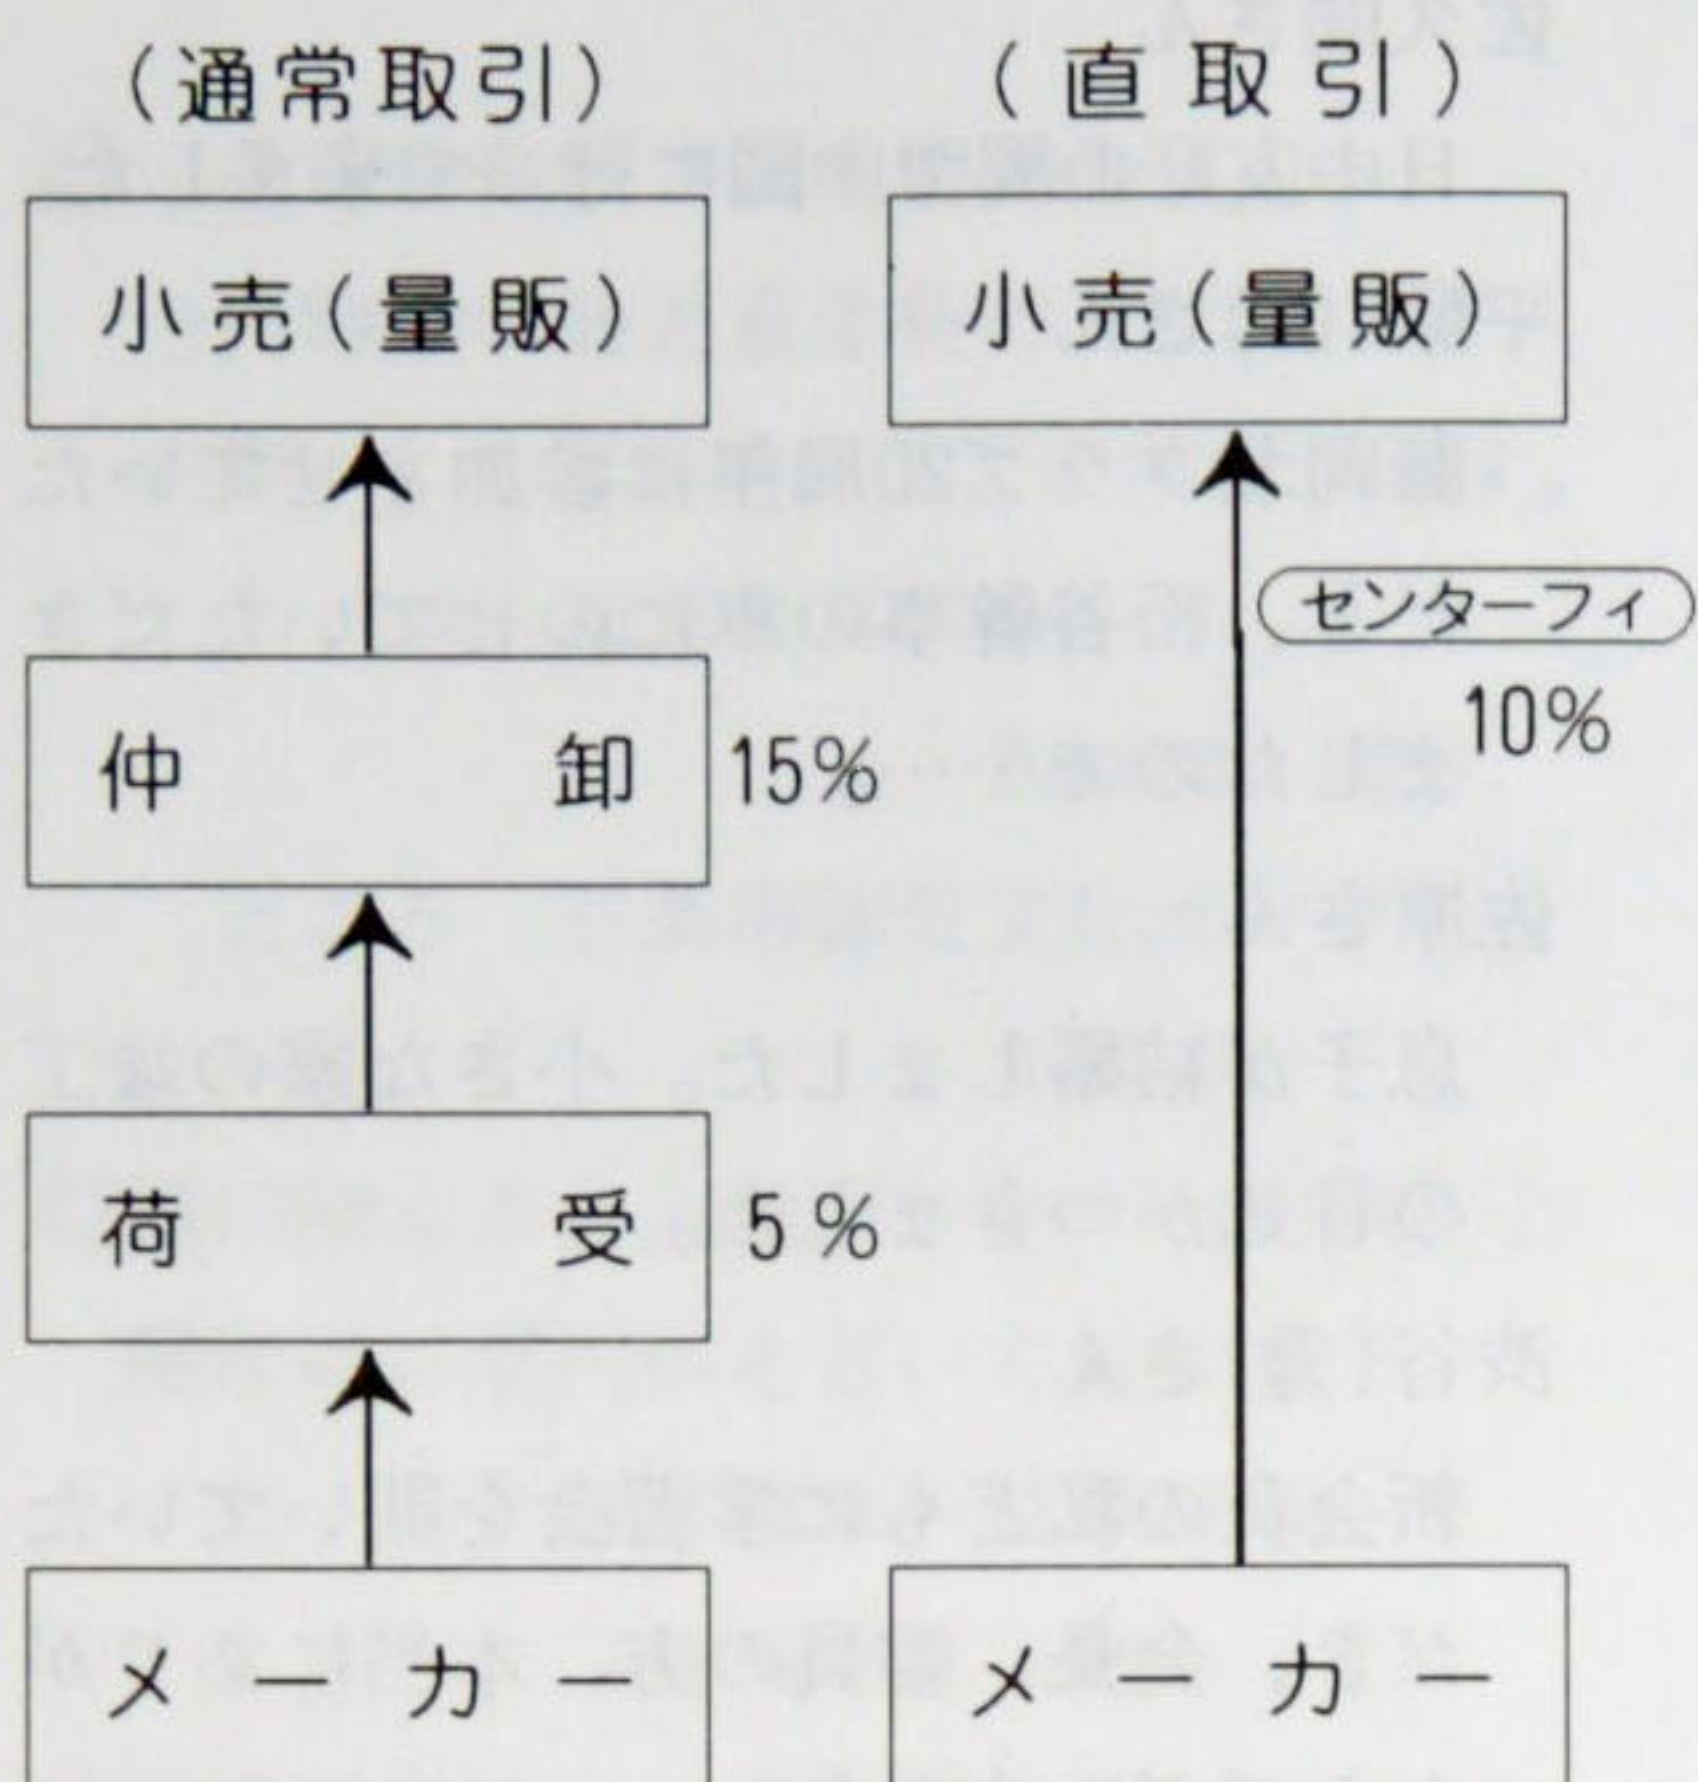 (通常取引)
小売(量販)
仲卸 15%
荷受 5%
メーカー
(直取引)
小売(量販)
センターフィ
10%
メーカー